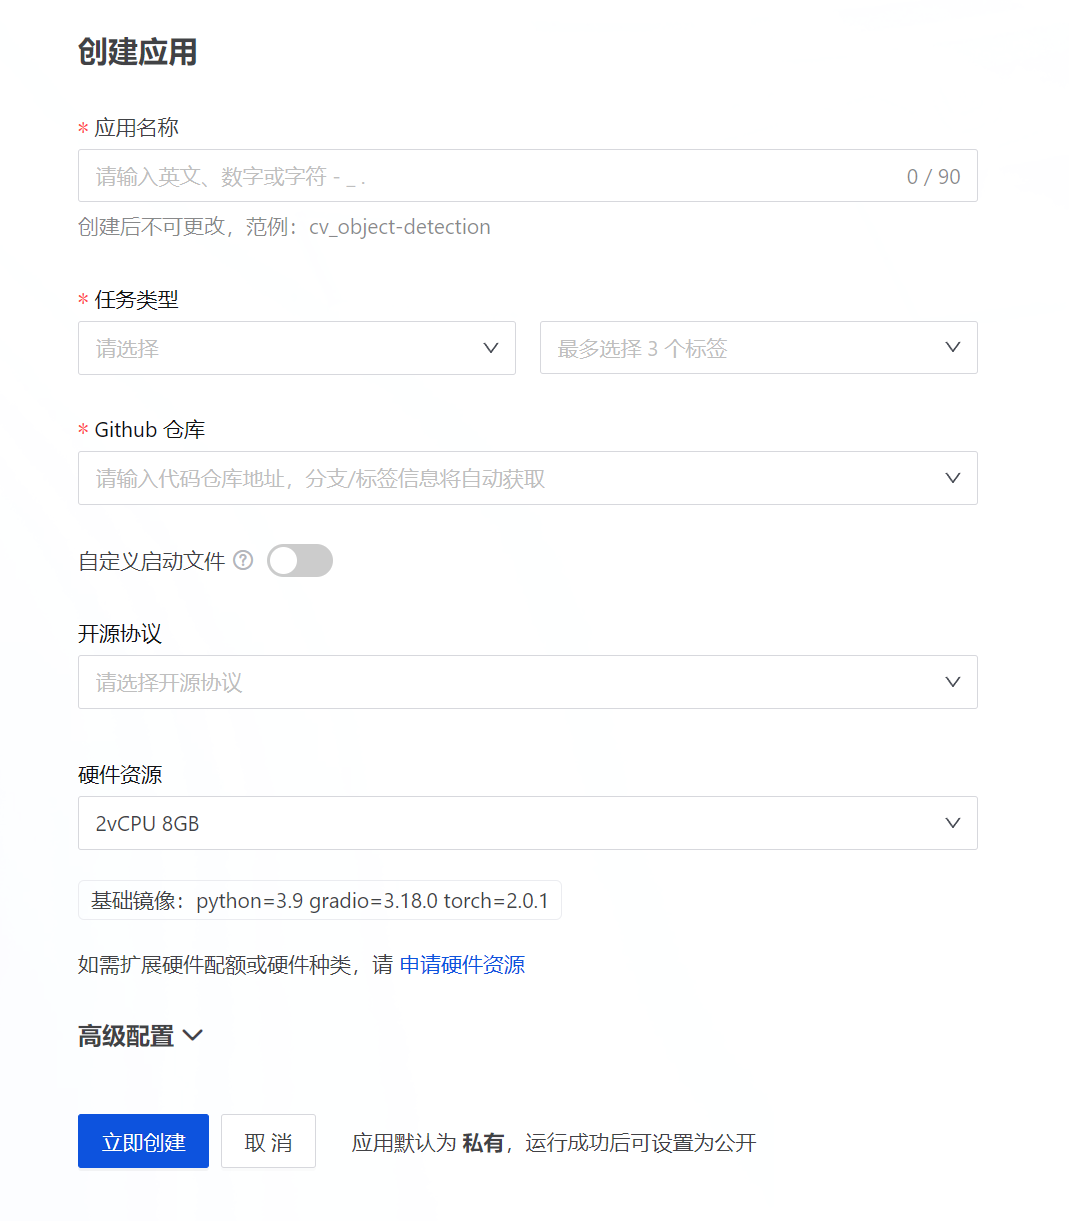 创建应用
* 应用名称
请输入英文、数字或字符 - _ .
0 / 90
创建后不可更改，范例：cv_object-detection
* 任务类型
请选择
最多选择 3 个标签
* Github 仓库
请输入代码仓库地址，分支/标签信息将自动获取
自定义启动文件 ?
开源协议
请选择开源协议
硬件资源
2vCPU 8GB
基础镜像：python=3.9 gradio=3.18.0 torch=2.0.1
如需扩展硬件配额或硬件种类，请 申请硬件资源
高级配置
立即创建
取 消
应用默认为 私有，运行成功后可设置为公开